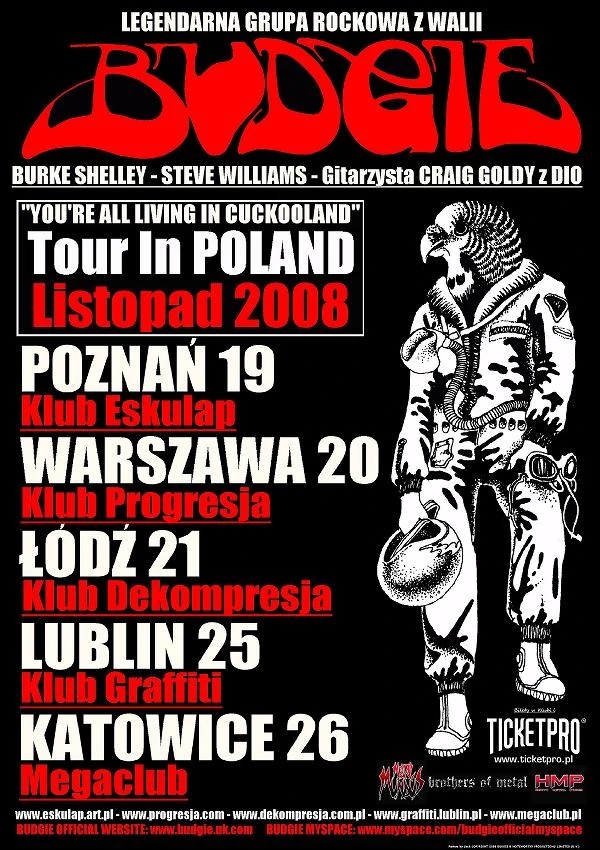 LEGENDARNA GRUPA ROCKOWA Z WALII
BUDGIE
BURKE SHELLEY - STEVE WILLIAMS - Gitarzysta CRAIG GOLDY z DIO
"YOU'RE ALL LIVING IN CUCKOOLAND"
Tour In POLAND
Listopad 2008
POZNAŃ 19
Klub Eskulap
WARSZAWA 20
Klub Progresja
ŁÓDŹ 21
Klub Dekompresja
LUBLIN 25
Klub Graffiti
KATOWICE 26
Megaclub
TICKETPRO
www.ticketpro.pl
brothers of metal
HMP
www.eskulap.art.pl - www.progresja.com - www.dekompresja.com.pl - www.graffiti.lublin.pl - www.megaclub.pl
BUDGIE OFFICIAL WEBSITE: www.budgie.uk.com BUDGIE MYSPACE: www.myspace.com/budgieofficialmyspace